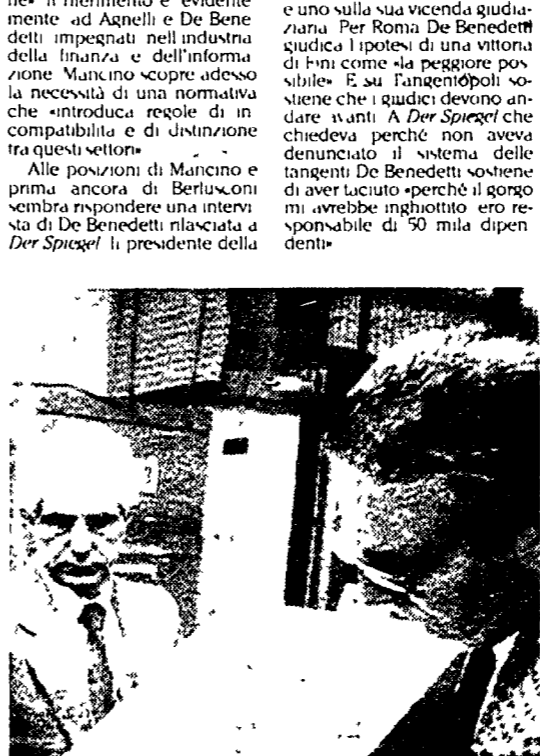 ne» Il riferimento è evidente
mente ad Agnelli e De Bene
detti impegnati nell industria
della finanza e dell'informa
zione Mancino scopre adesso
la necessità di una normativa
che «introduca regole di in
compatibilità e di distinzione
tra questi settori»
Alle posizioni di Mancino e
prima ancora di Berlusconi
sembra rispondere una intervi
sta di De Benedetti rilasciata a
Der Spiegel Il presidente della
e uno sulla sua vicenda giudia-
ziaria Per Roma De Benedetti
giudica l ipotesi di una vittoria
di Fini come «la peggiore pos
sibile» E su Tangentopoli so-
stiene che i giudici devono an-
dare avanti A Der Spiegel che
chiedeva perché non aveva
denunciato il sistema delle
tangenti De Benedetti sostiene
di aver taciuto «perché il gorgo
mi avrebbe inghiottito ero re-
sponsabile di 50 mila dipen
denti»